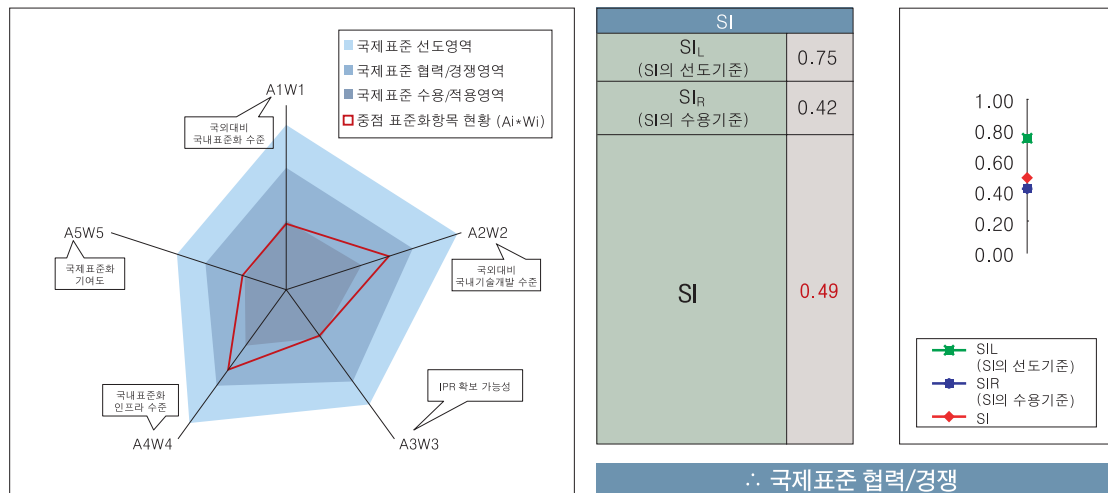 국제표준 선도영역
국제표준 협력/경쟁영역
국제표준 수용/적용영역
중점 표준화항목 현황 (Ai*Wi)
A1W1
국외대비
국내표준화 수준
A2W2
국외대비
국내기술개발 수준
A3W3
IPR 확보 가능성
A4W4
국내표준화
인프라 수준
A5W5
국제표준화
기여도
SI
SIL
(SI의 선도기준)
0.75
SIR
(SI의 수용기준)
0.42
SI
0.49
1.00
0.80
0.60
0.40
0.20
0.00
SIL
(SI의 선도기준)
SIR
(SI의 수용기준)
SI
∴ 국제표준 협력/경쟁